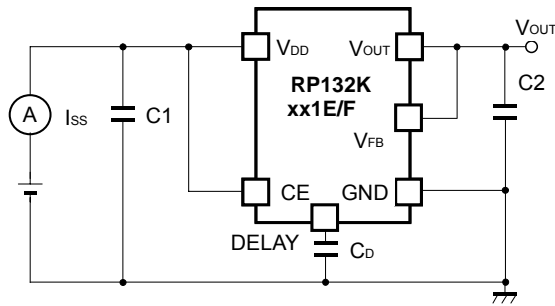 VOUT
VDD
VOUT
RP132K
xx1E/F
C2
A
ISS
C1
VFB
CE
GND
DELAY
CD